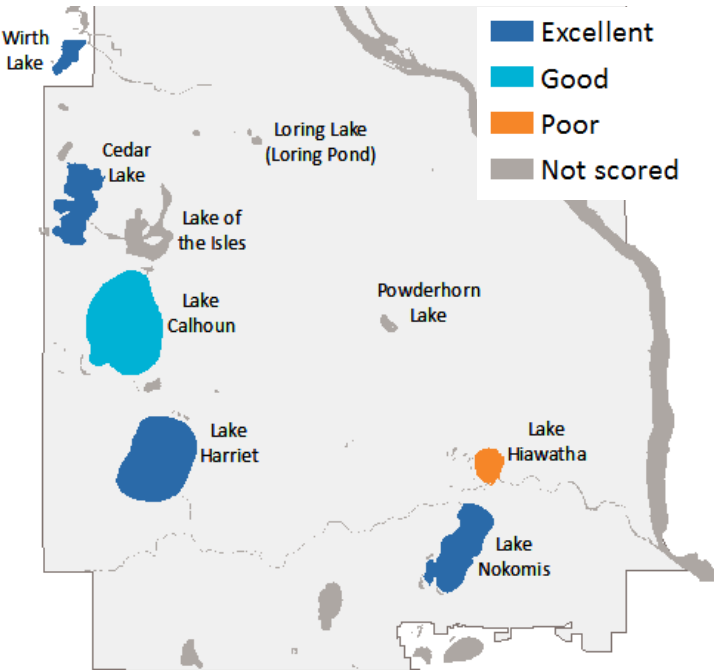 Excellent
Good
Poor
Not scored
Wirth
Lake
Loring Lake
(Loring Pond)
Cedar
Lake
Lake of
the Isles
Lake
Calhoun
Powderhorn
Lake
Lake
Harriet
Lake
Hiawatha
Lake
Nokomis